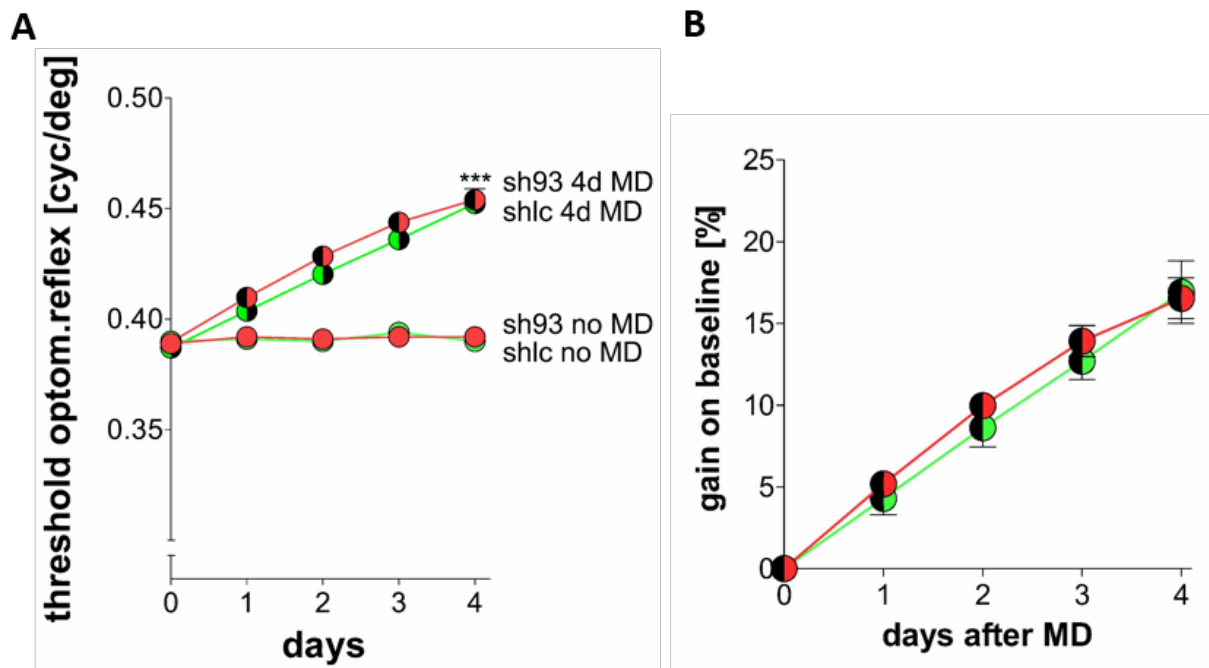 A
threshold optom.reflex [cyc/deg]
0.50
0.45
0.40
0.35
***
sh93 4d MD
shlc 4d MD
sh93 no MD
shlc no MD
0 1 2 3 4
days
B
gain on baseline [%]
25
20
15
10
5
0
0 1 2 3 4
days after MD